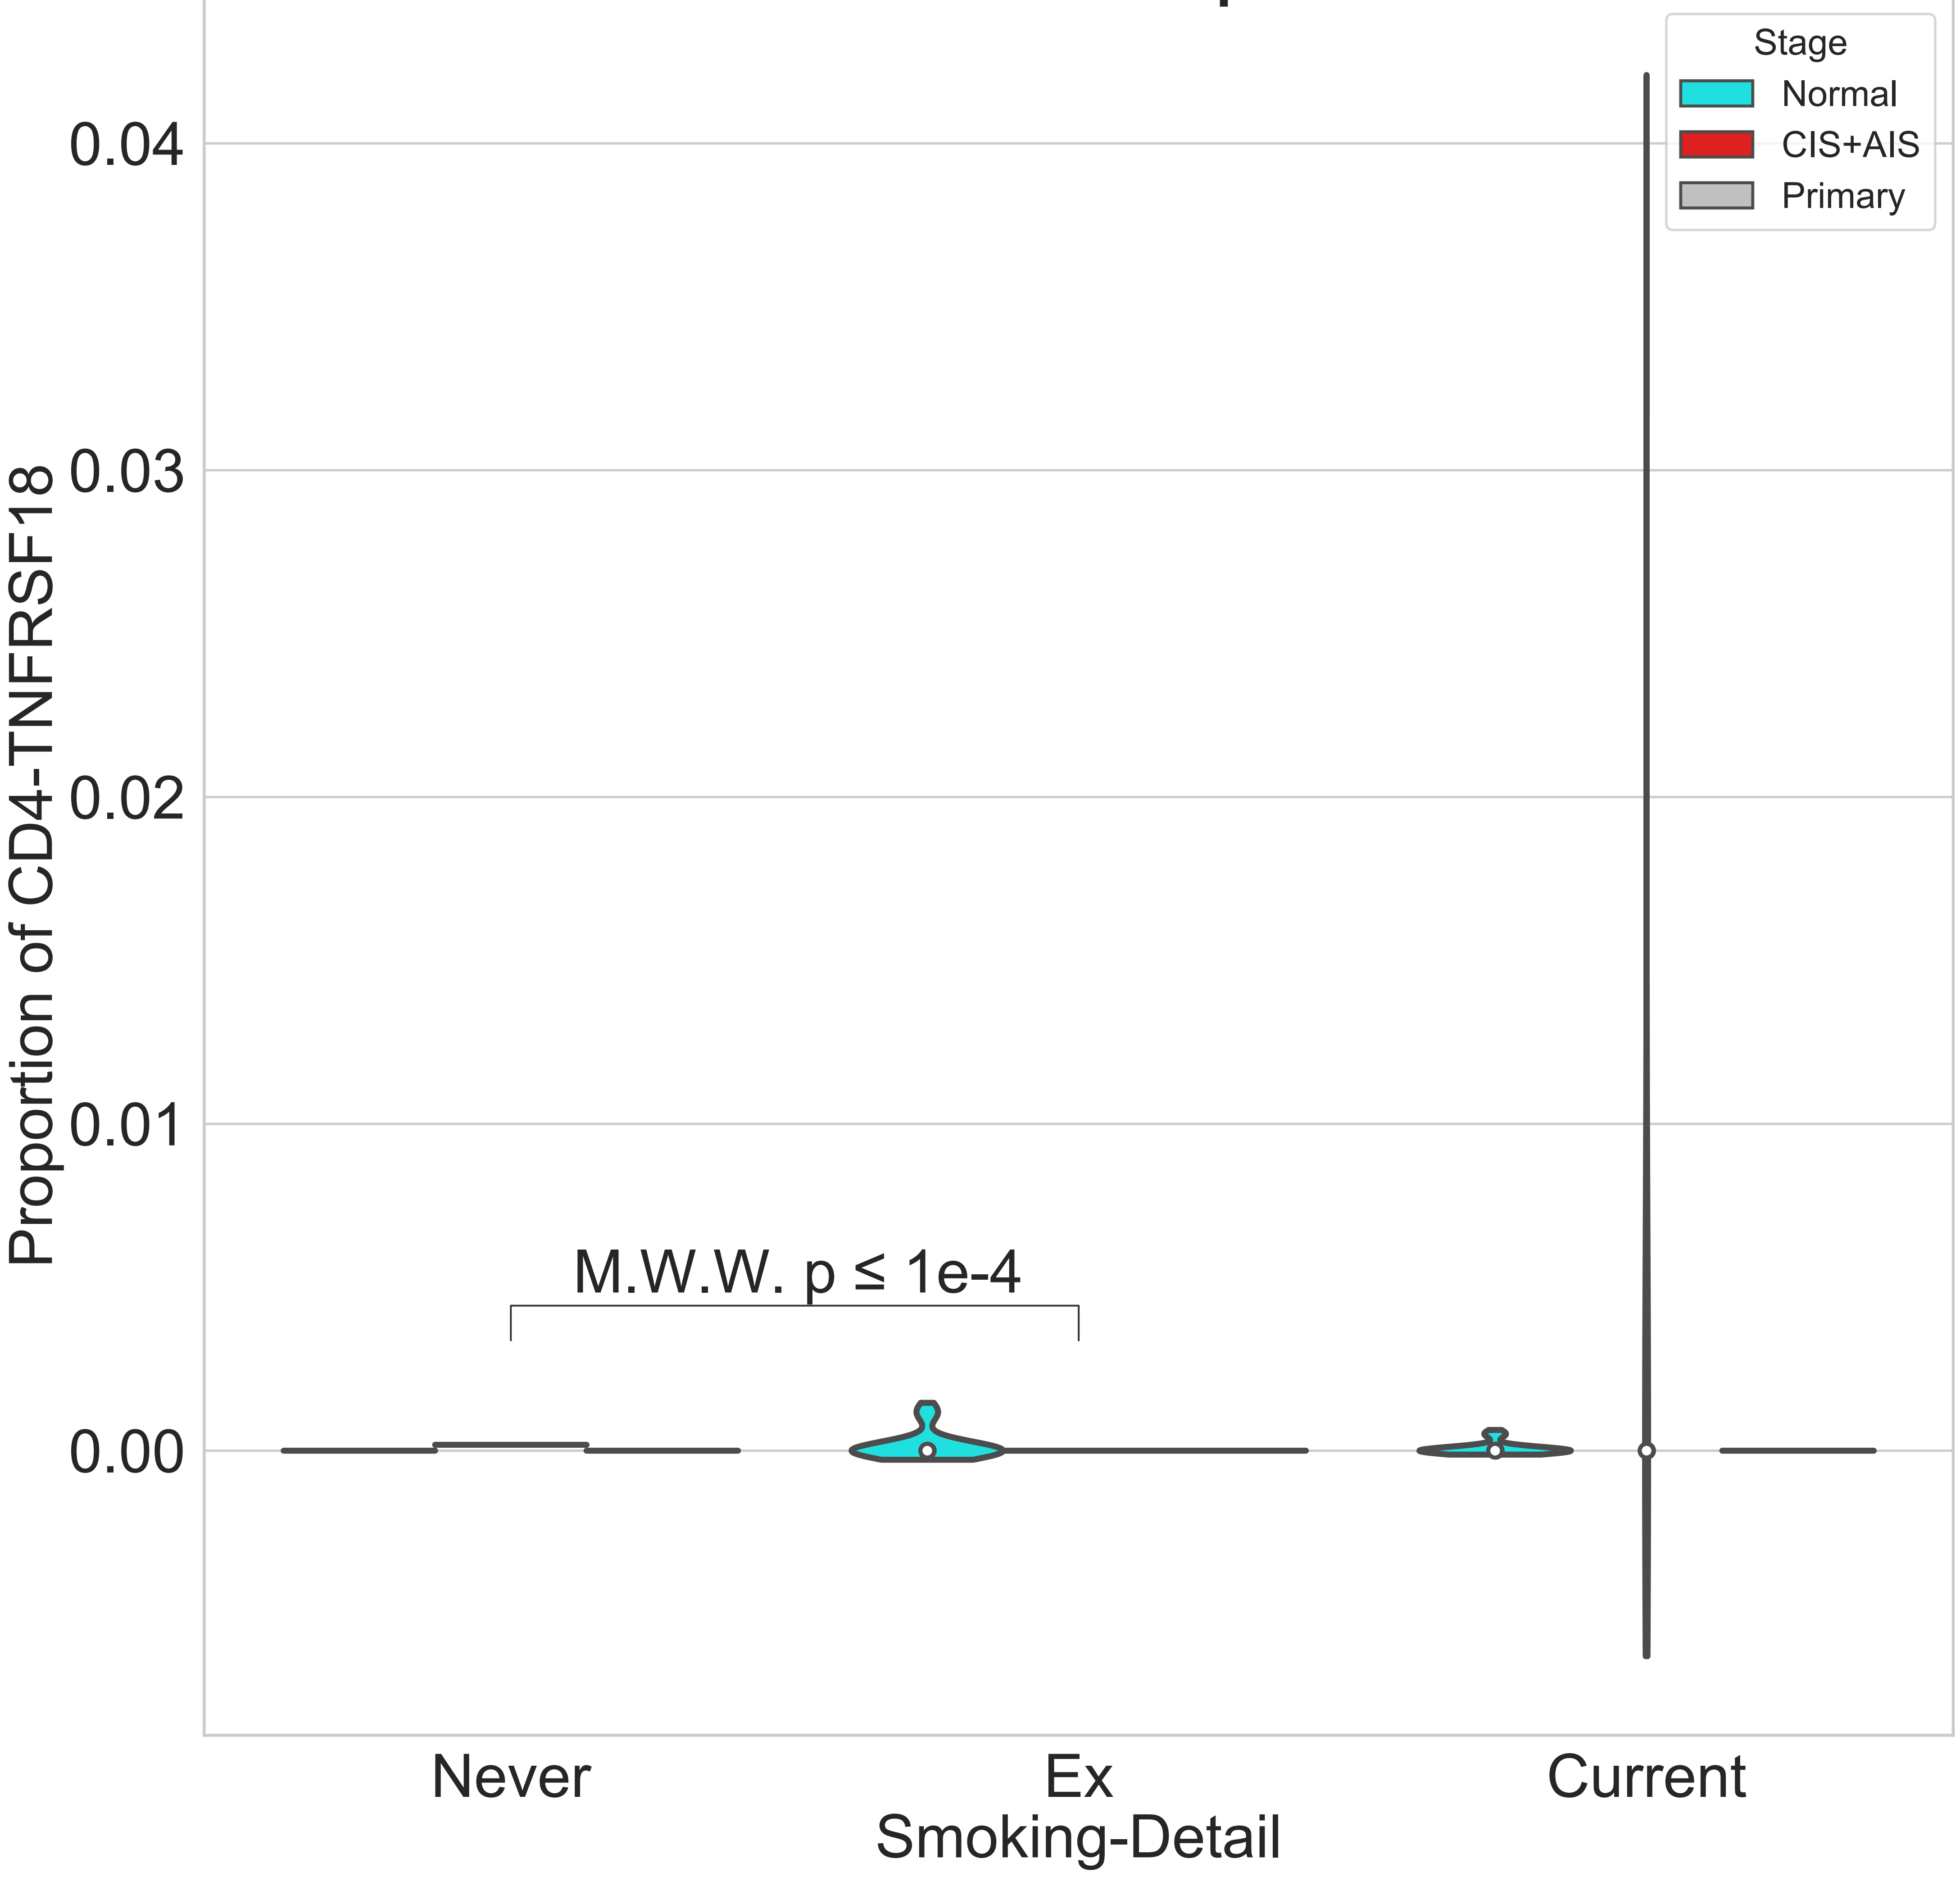 Stage
Normal
CIS+AIS
Primary
0.04
0.03
0.02
0.01
0.00
Proportion of CD4-TNFRSF18
M.W.W. p ≤ 1e-4
Never
Ex
Current
Smoking-Detail